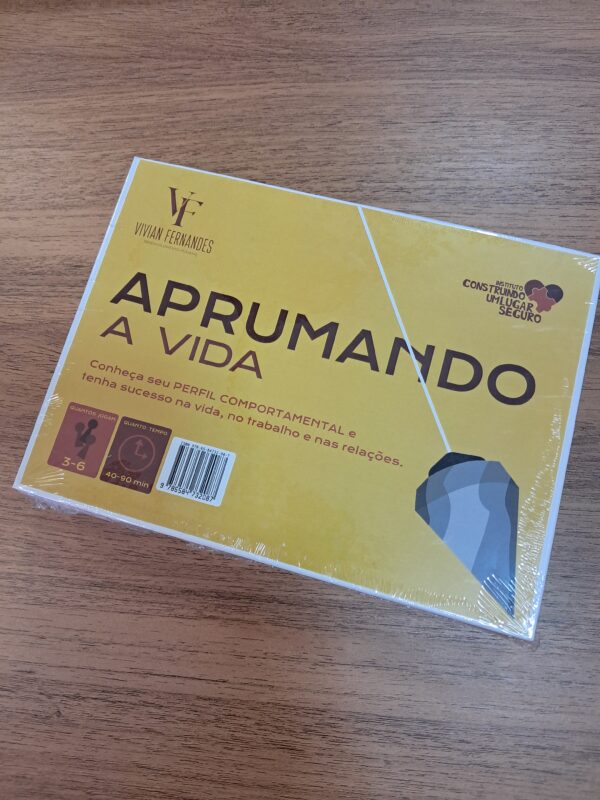 VF
VIVIAN FERNANDES
INSTITUTO
CONSTRUINDO
UM LUGAR
SEGURO
APRUMANDO
A VIDA
Conheça seu PERFIL COMPORTAMENTAL e
tenha sucesso na vida, no trabalho e nas relações.
QUANTOS JOGAM
3-6
QUANTO TEMPO
40-90 min